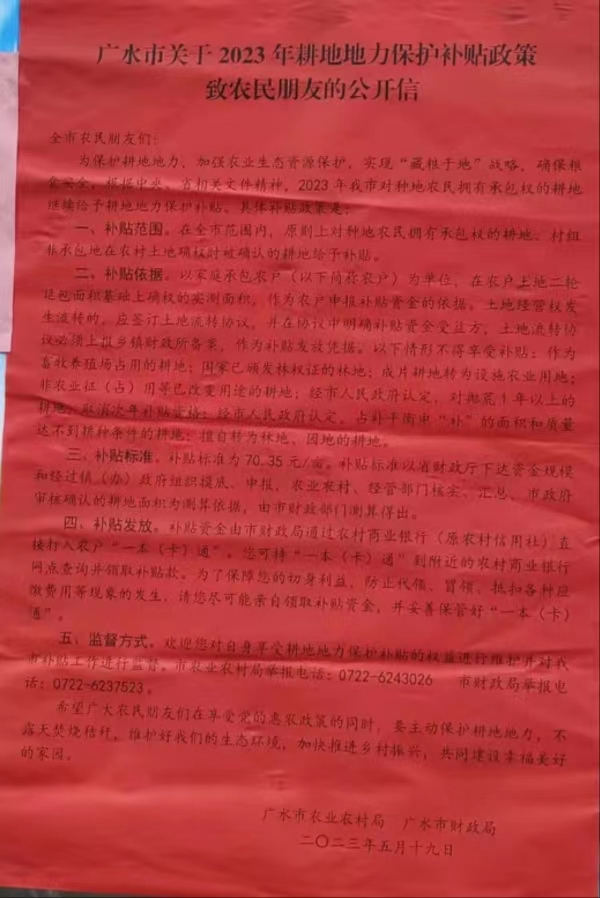 广水市关于 2023 年耕地地力保护补贴政策
致农民朋友的公开信
全市农民朋友们：
为保护耕地地力，加强农业生态资源保护，实现“藏粮于地”战略，确保粮
食安全，根据中央、省相关文件精神，2023 年我市对种地农民拥有承包权的耕地
继续给予耕地地力保护补贴。具体补贴政策是：
一、补贴范围。在全市范围内，原则上对种地农民拥有承包权的耕地、村组
非承包地在农村土地确权时被确认的耕地给予补贴。
二、补贴依据。以家庭承包农户（以下简称农户）为单位，在农户土地二轮
延包面积基础上确权的实测面积，作为农户申报补贴资金的依据。土地经营权发
生流转的，应签订土地流转协议，并在协议中明确补贴资金受益方，土地流转协
议必须上报乡镇财政所备案，作为补贴发放凭据。以下情形不得享受补贴：作为
畜牧养殖场占用的耕地；国家已颁发林权证的林地；成片耕地转为设施农业用地；
非农业征（占）用等已改变用途的耕地；经市人民政府认定，对抛荒 1 年以上的
耕地，取消次年补贴资格；经市人民政府认定，占补平衡中“补”的面积和质量
达不到耕种条件的耕地；擅自转为林地、园地的耕地。
三、补贴标准。补贴标准为 70.35 元/亩。补贴标准以省财政厅下达资金规模
和经过镇（办）政府组织摸底、申报，农业农村、经管部门核实、汇总，市政府
审核确认的耕地面积为测算依据，由市财政部门测算得出。
四、补贴发放。补贴资金由市财政局通过农村商业银行（原农村信用社）直
接打入农户“一本（卡）通”。您可持“一本（卡）通”到附近的农村商业银行
网点查询并领取补贴款。为了保障您的切身利益，防止代领、冒领、抵扣各种应
缴费用等现象的发生，请您尽可能亲自领取补贴资金，并妥善保管好“一本（卡）
通”。
五、监督方式。欢迎您对自身享受耕地地力保护补贴的权益进行维护并对我
市补贴工作进行监督。市农业农村局举报电话：0722-6243026 市财政局举报电
话：0722-6237523。
希望广大农民朋友们在享受党的惠农政策的同时，要主动保护耕地地力，不
露天焚烧秸秆，维护好我们的生态环境，加快推进乡村振兴，共同建设幸福美好
的家园。
广水市农业农村局 广水市财政局
二〇二三年五月十九日